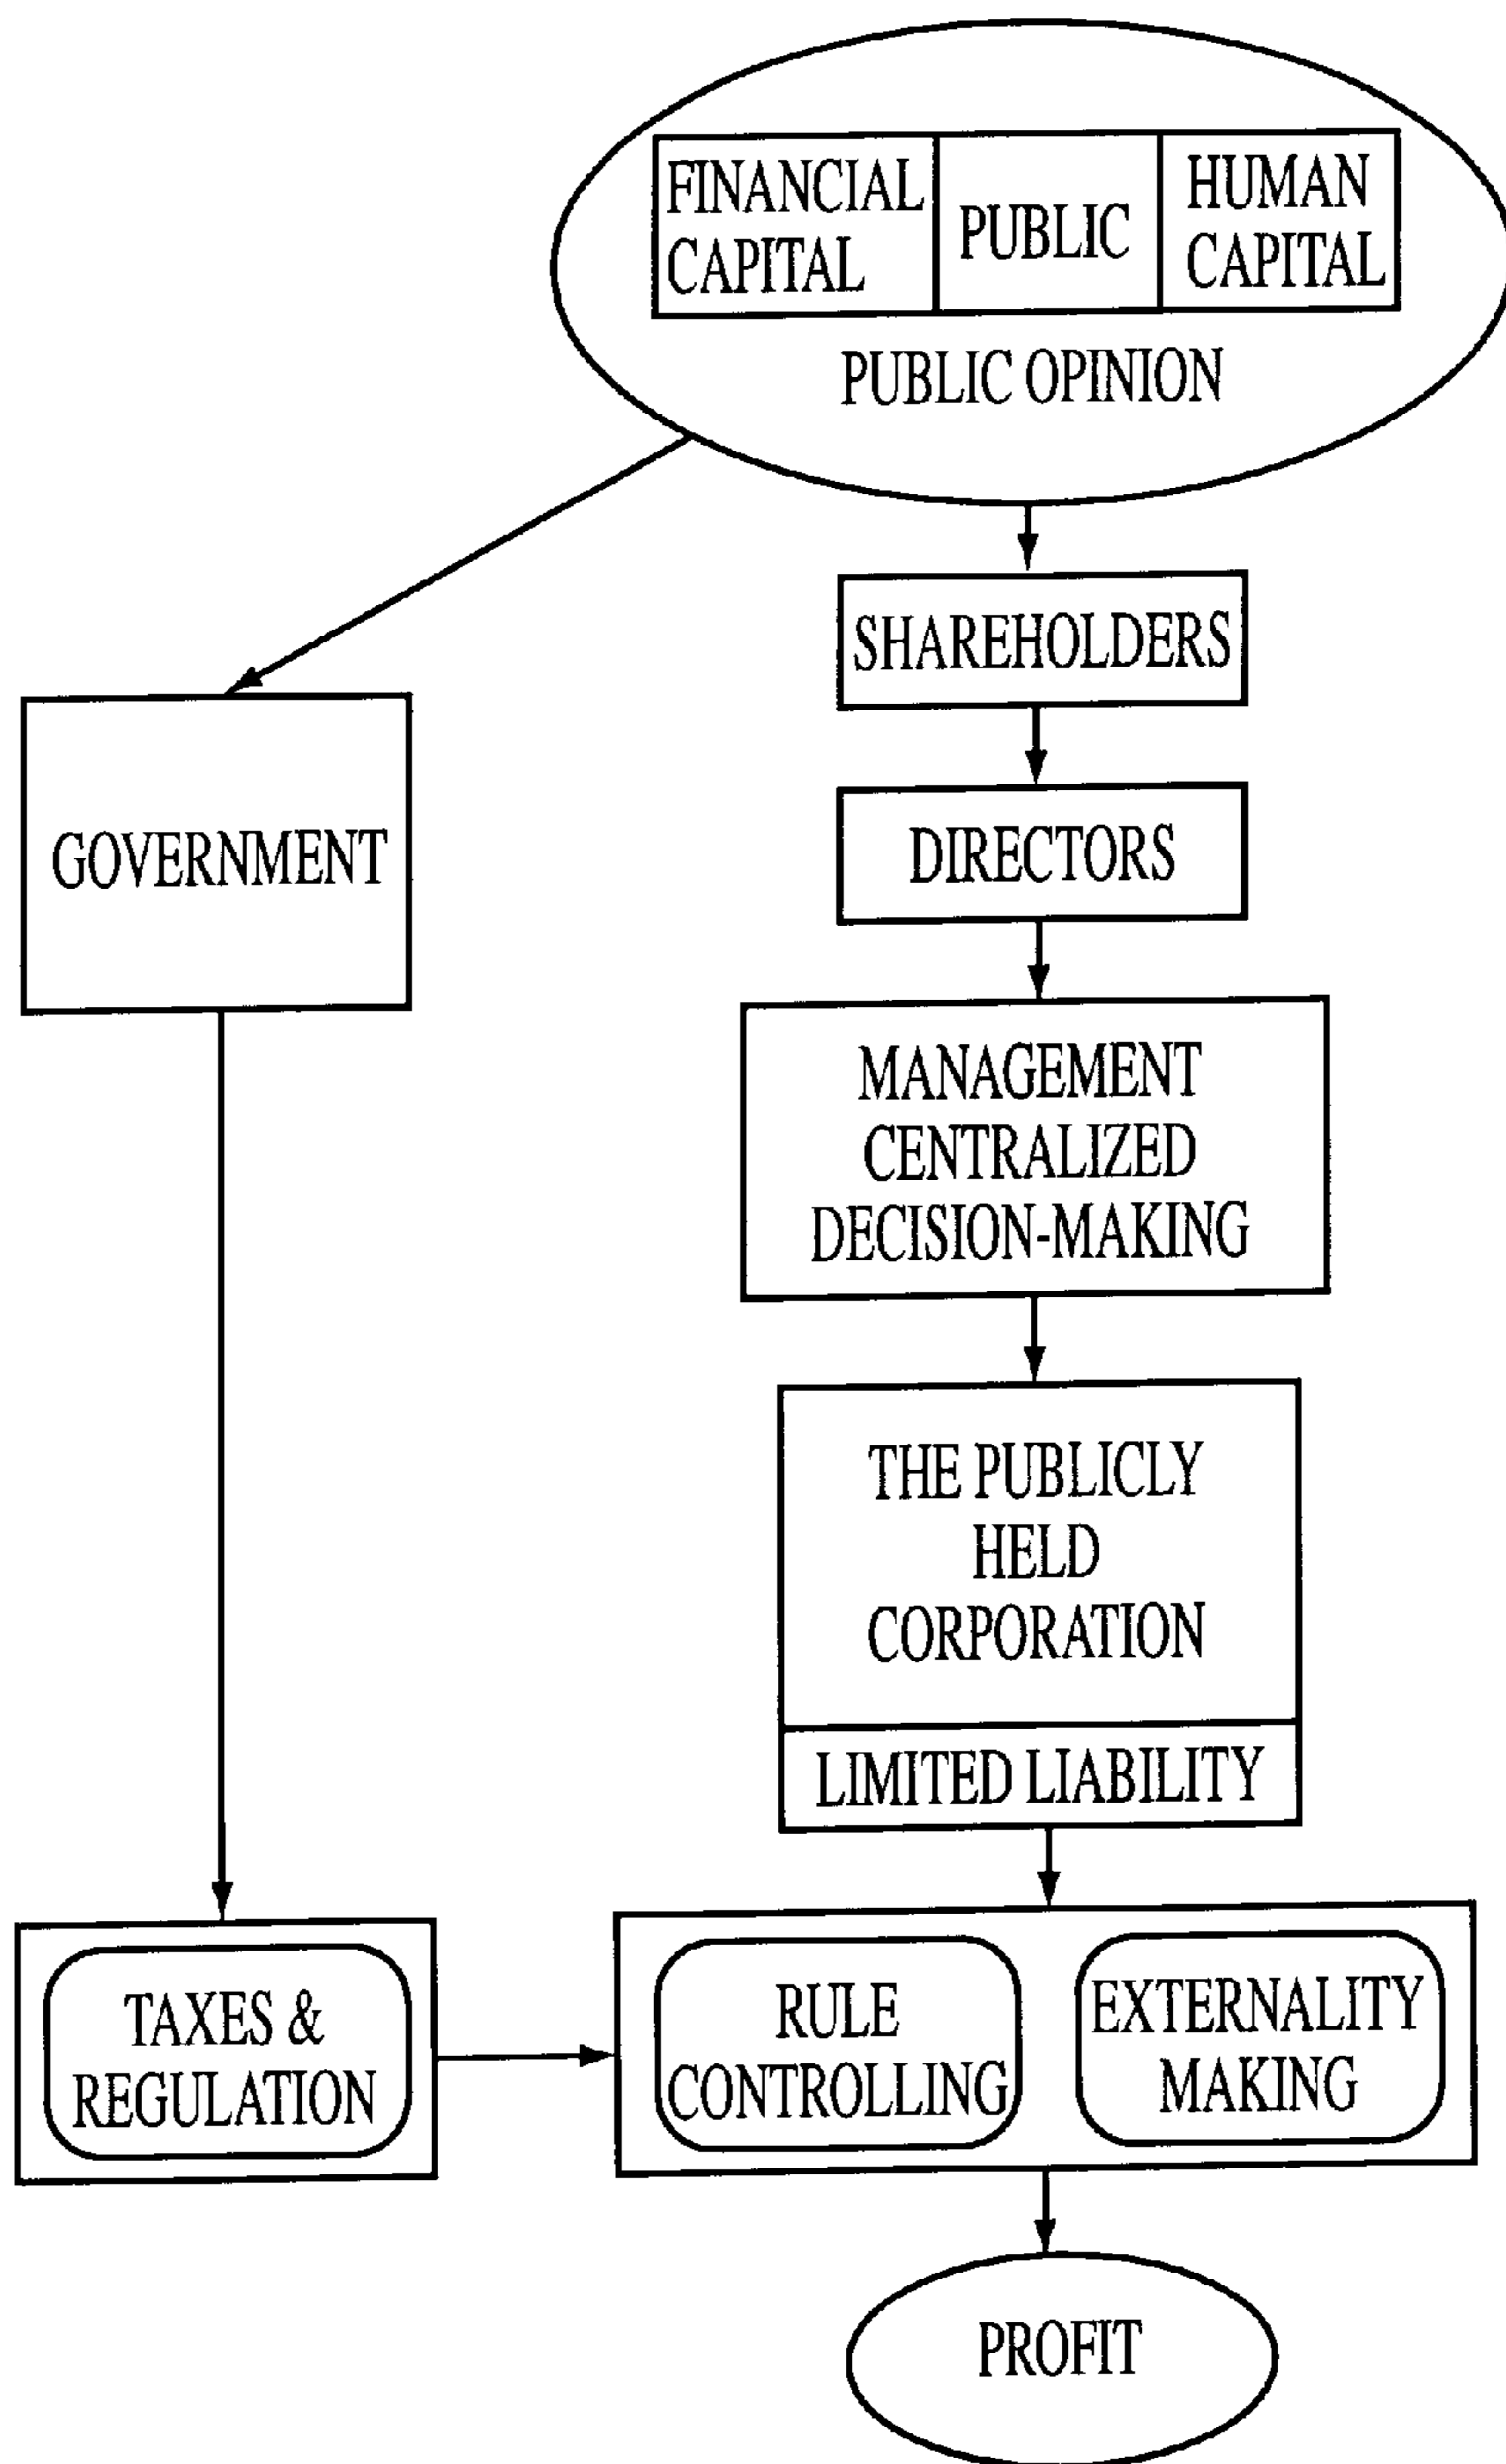 FINANCIAL
CAPITAL
PUBLIC
HUMAN
CAPITAL
PUBLIC OPINION
SHAREHOLDERS
DIRECTORS
GOVERNMENT
MANAGEMENT
CENTRALIZED
DECISION-MAKING
THE PUBLICLY
HELD
CORPORATION
LIMITED LIABILITY
TAXES &
REGULATION
RULE
CONTROLLING
EXTERNALITY
MAKING
PROFIT